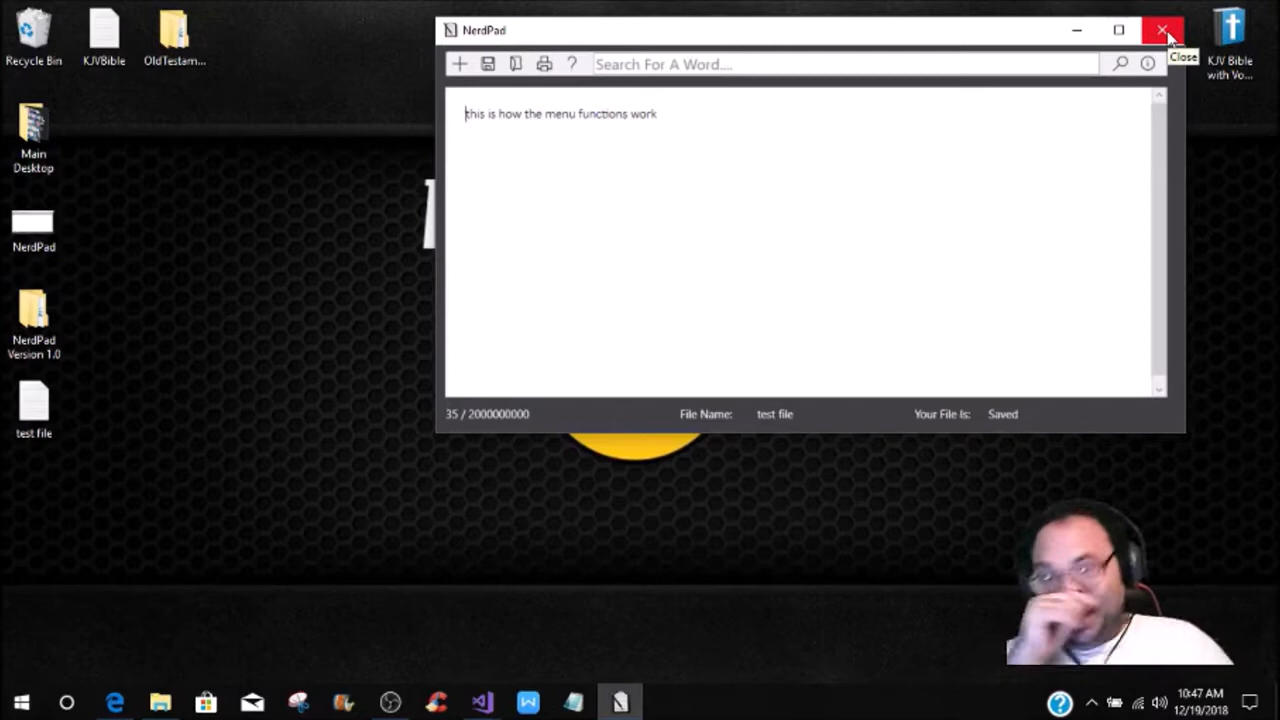 Recycle Bin
KJVBible
OldTestam...
Main
Desktop
NerdPad
NerdPad
Version 1.0
test file
NerdPad
Search For A Word....
this is how the menu functions work
35 / 2000000000
File Name:
test file
Your File Is:
Saved
Close
KJV Bible
with Vo...
10:47 AM
12/19/2018